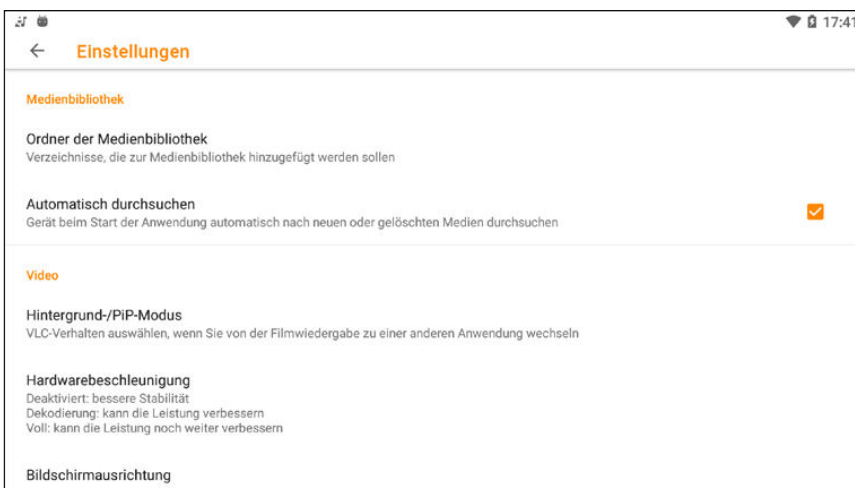 17:41
Einstellungen
Medienbibliothek
Ordner der Medienbibliothek
Verzeichnisse, die zur Medienbibliothek hinzugefügt werden sollen
Automatisch durchsuchen
Gerät beim Start der Anwendung automatisch nach neuen oder gelöschten Medien durchsuchen
Video
Hintergrund-/PiP-Modus
VLC-Verhalten auswählen, wenn Sie von der Filmwiedergabe zu einer anderen Anwendung wechseln
Hardwarebeschleunigung
Deaktiviert: bessere Stabilität
Dekodierung: kann die Leistung verbessern
Voll: kann die Leistung noch weiter verbessern
Bildschirmausrichtung